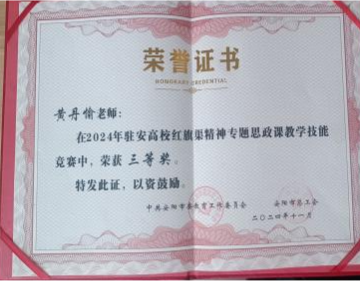 荣誉证书
HONORARY CREDENTIAL
黄丹愉老师:
在2024年驻安高校红旗渠精神专题思政课教学技能
竞赛中，荣获三等奖。
特发此证，以资鼓励。
中共安阳市委教育工作委员会 安阳市总工会
二〇二四年十一月